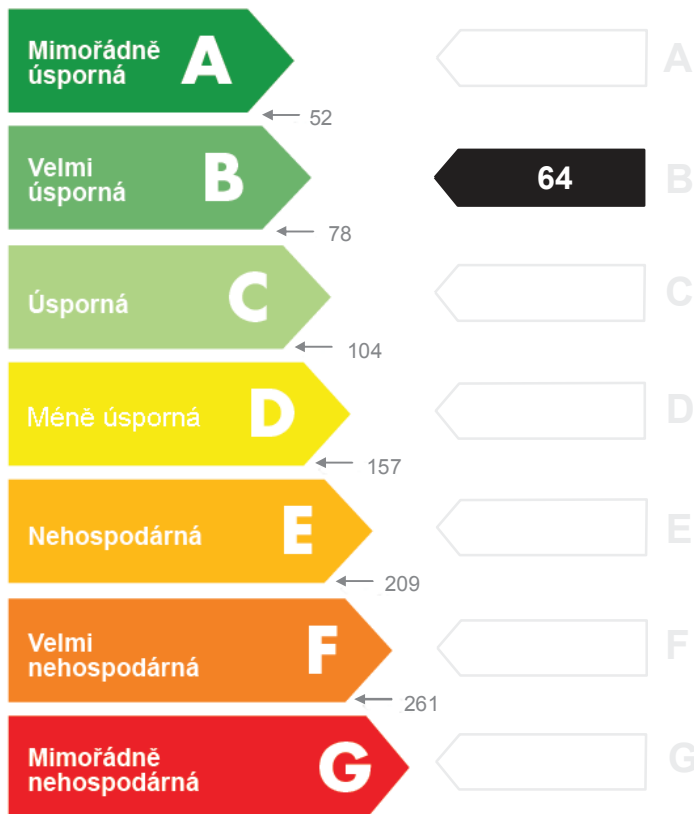 Mimořádně
úsporná
A
A
52
Velmi
úsporná
B
64
B
78
Úsporná
C
C
104
Méně úsporná
D
D
157
Nehospodárná
E
E
209
Velmi
nehospodárná
F
F
261
Mimořádně
nehospodárná
G
G